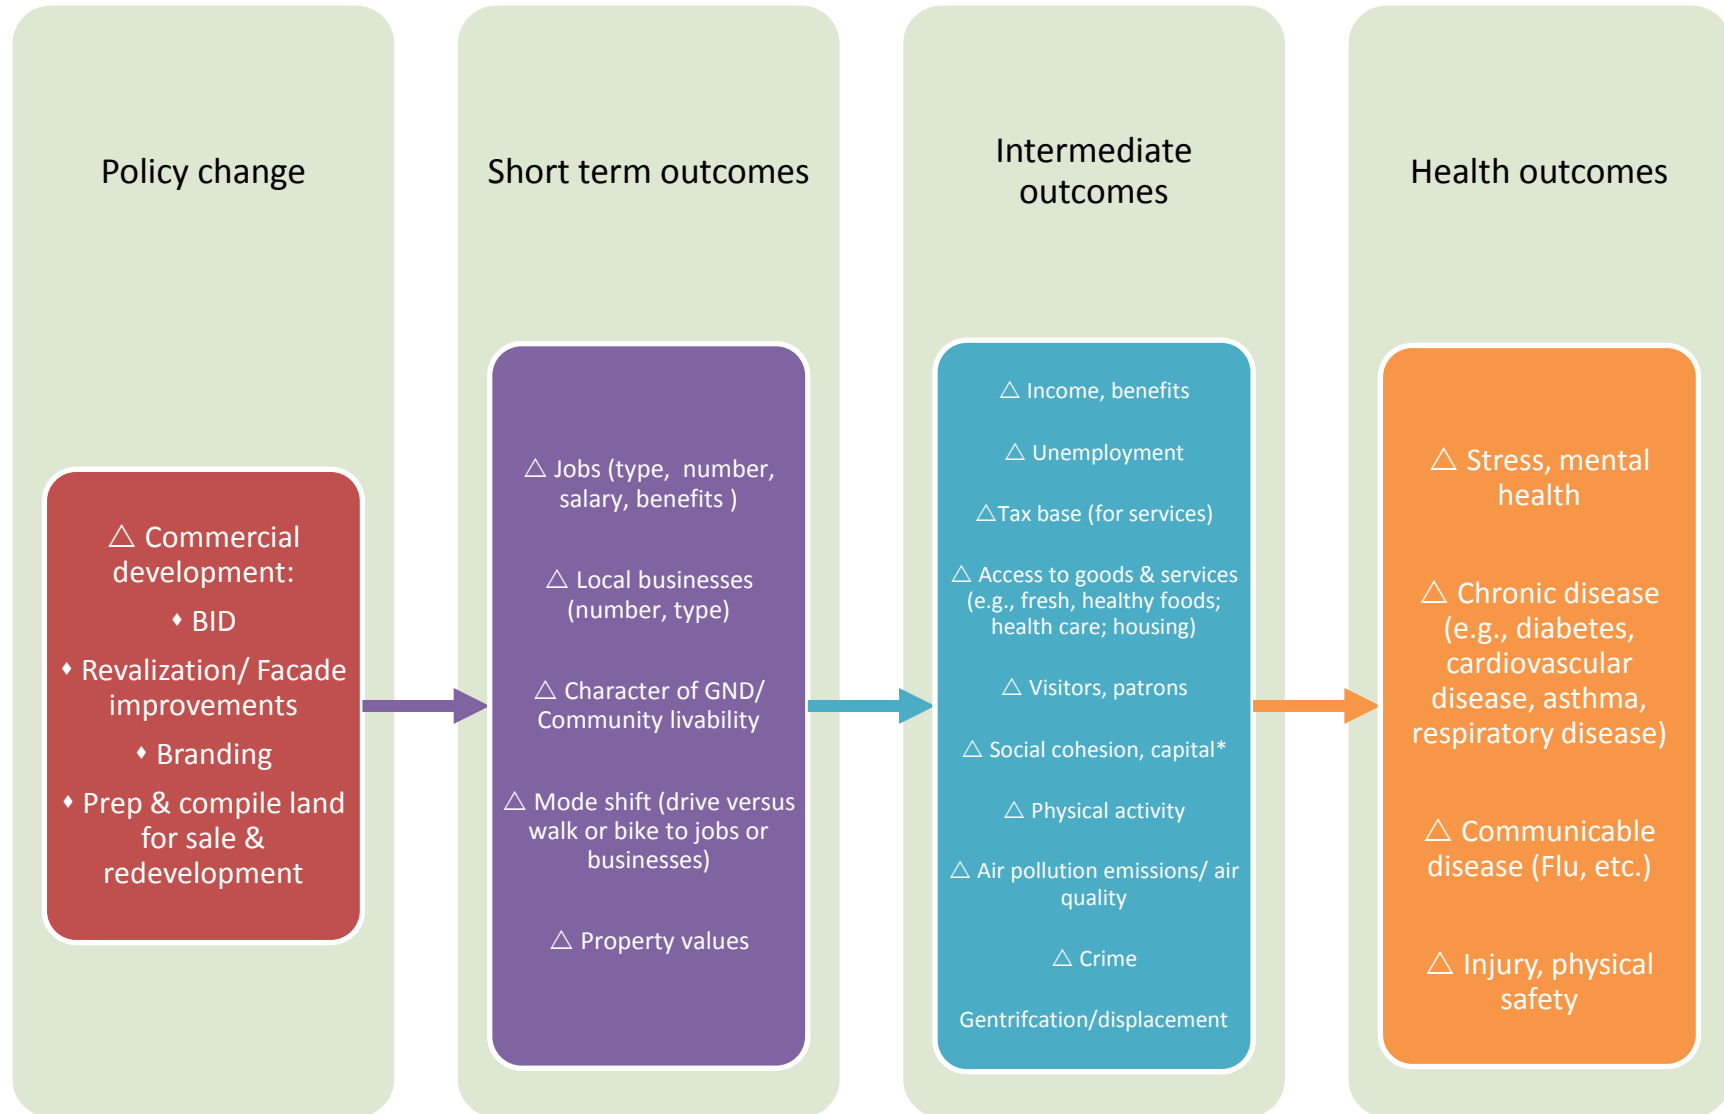 Policy change
△ Commercial
development:
♦ BID
♦ Revalization/ Facade
improvements
♦ Branding
♦ Prep & compile land
for sale &
redevelopment
Short term outcomes
△ Jobs (type, number,
salary, benefits )
△ Local businesses
(number, type)
△ Character of GND/
Community livability
△ Mode shift (drive versus
walk or bike to jobs or
businesses)
△ Property values
Intermediate
outcomes
△ Income, benefits
△ Unemployment
△Tax base (for services)
△ Access to goods & services
(e.g., fresh, healthy foods;
health care; housing)
△ Visitors, patrons
△ Social cohesion, capital*
△ Physical activity
△ Air pollution emissions/ air
quality
△ Crime
Gentrifcation/displacement
Health outcomes
△ Stress, mental
health
△ Chronic disease
(e.g., diabetes,
cardiovascular
disease, asthma,
respiratory disease)
△ Communicable
disease (Flu, etc.)
△ Injury, physical
safety